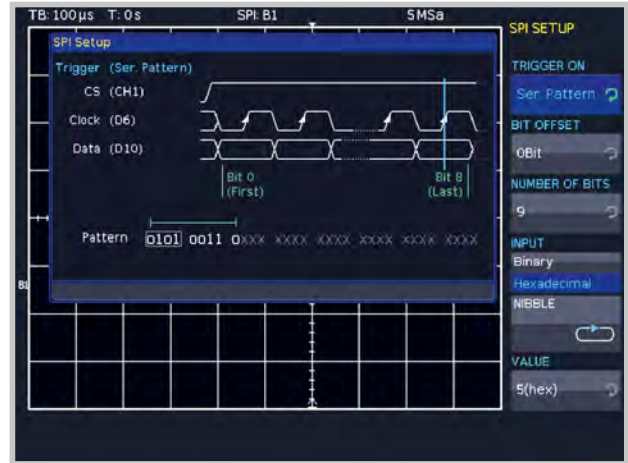 TB: 100µs T: 0s SPI: B1 5MSa
SPI Setup
Trigger (Ser. Pattern)
CS (CH1)
Clock (D6)
Data (D10)
Bit 0
(First)
Bit 8
(Last)
Pattern 0101 0011 0XXX XXXX XXXX XXXX XXXX XXXX
B1
SPI SETUP
TRIGGER ON
Ser. Pattern
BIT OFFSET
0Bit
NUMBER OF BITS
9
INPUT
Binary
Hexadecimal
NIBBLE
VALUE
5(hex)